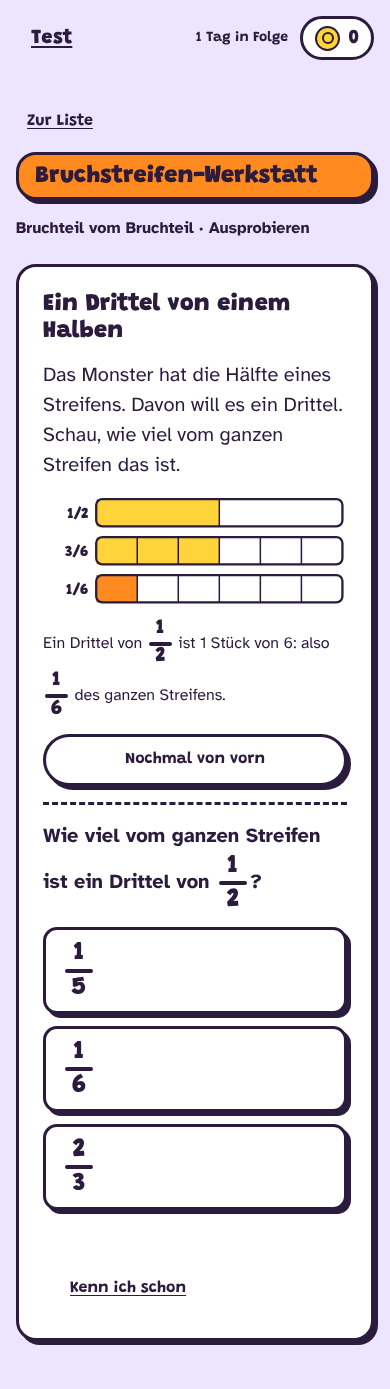 Test
1 Tag in Folge
0
Zur Liste
Bruchstreifen-Werkstatt
Bruchteil vom Bruchteil · Ausprobieren
Ein Drittel von einem
Halben
Das Monster hat die Hälfte eines
Streifens. Davon will es ein Drittel.
Schau, wie viel vom ganzen
Streifen das ist.
1/2
3/6
1/6
Ein Drittel von 1/2 ist 1 Stück von 6: also
1/6 des ganzen Streifens.
Nochmal von vorn
Wie viel vom ganzen Streifen
ist ein Drittel von 1/2?
1/5
1/6
2/3
Kenn ich schon